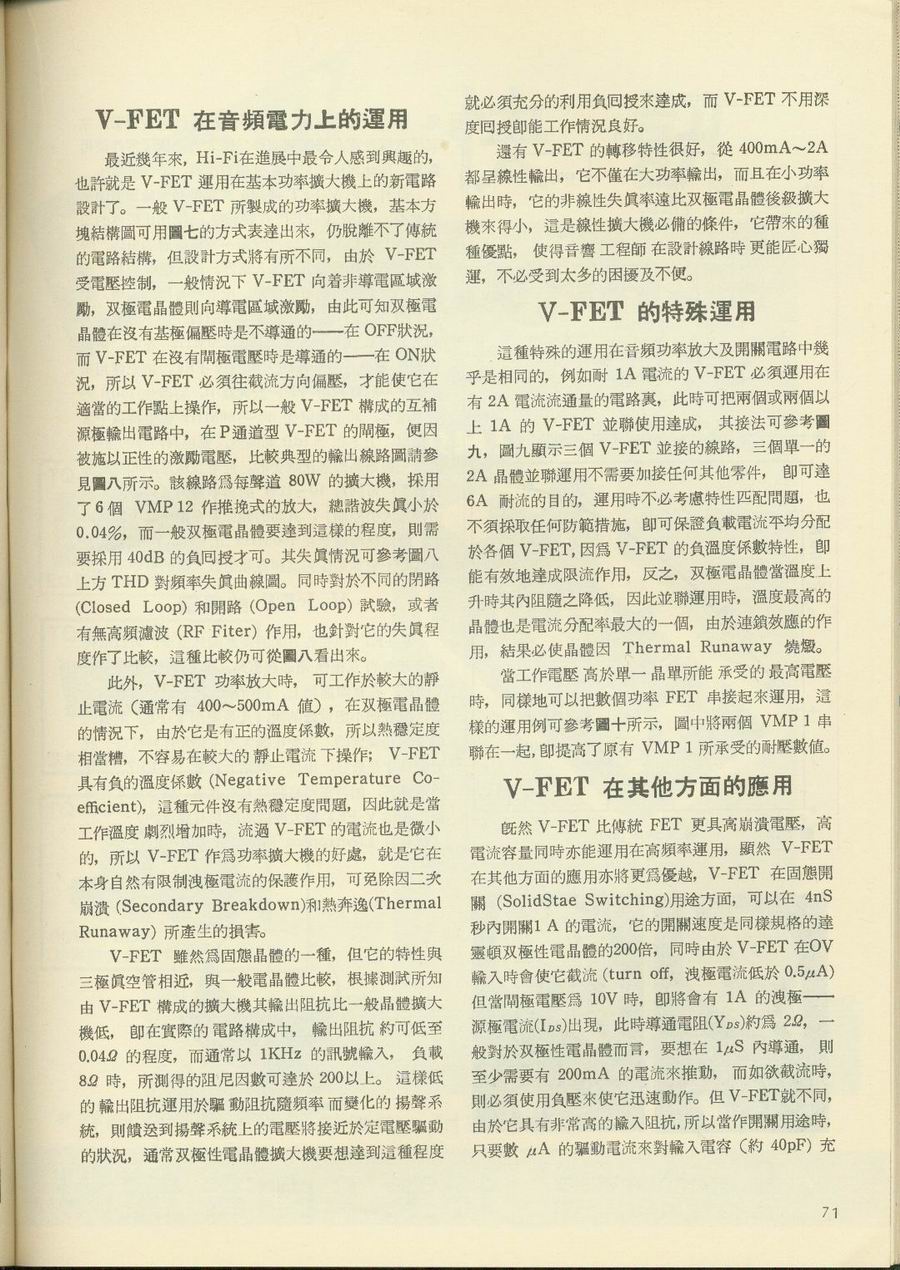 V-FET 在音頻電力上的運用
最近幾年來，Hi-Fi在進展中最令人感到興趣的，
也許就是 V-FET 運用在基本功率擴大機上的新電路
設計了。一般 V-FET 所製成的功率擴大機，基本方
塊結構圖可用圖七的方式表達出來，仍脫離不了傳統
的電路結構，但設計方式將有所不同，由於 V-FET
受電壓控制，一般情況下 V-FET 向着非導電區域激
勵，双極電晶體則向導電區域激勵，由此可知双極電
晶體在沒有基極偏壓時是不導通的——在 OFF狀況，
而 V-FET 在沒有閘極電壓時是導通的——在 ON狀
況，所以 V-FET 必須往截流方向偏壓，才能使它在
適當的工作點上操作，所以一般 V-FET 構成的互補
源極輸出電路中，在P通道型 V-FET 的閘極，便因
被施以正性的激勵電壓，比較典型的輸出線路圖請參
見圖八所示。該線路爲每聲道 80W 的擴大機，採用
了6個 VMP 12 作推挽式的放大，總諧波失眞小於
0.04%，而一般双極電晶體要達到這樣的程度，則需
要採用 40dB 的負囘授才可。其失眞情況可參考圖八
上方 THD 對頻率失眞曲線圖。同時對於不同的閉路
(Closed Loop) 和開路 (Open Loop) 試驗，或者
有無高頻濾波 (RF Fiter) 作用，也針對它的失眞程
度作了比較，這種比較仍可從圖八看出來。
此外，V-FET 功率放大時，可工作於較大的靜
止電流（通常有 400～500mA 値），在双極電晶體
的情況下，由於它是有正的溫度係數，所以熱穩定度
相當糟，不容易在較大的 靜止電流 下操作； V-FET
具有負的溫度係數 (Negative Temperature Co-
efficient)，這種元件沒有熱穩定度問題，因此就是當
工作溫度 劇烈增加時，流過 V-FET 的電流也是微小
的，所以 V-FET 作爲功率擴大機的好處，就是它在
本身自然有限制洩極電流的保護作用，可免除因二次
崩潰 (Secondary Breakdown)和熱奔逸(Thermal
Runaway) 所產生的損害。
V-FET 雖然爲固態晶體的一種，但它的特性與
三極眞空管相近，與一般電晶體比較，根據測試所知
由 V-FET 構成的擴大機其輸出阻抗比一般晶體擴大
機低，卽在實際的 電路構成中， 輸出阻抗 約可低至
0.04Ω 的程度，而通常以 1KHz 的訊號輸入， 負載
8Ω 時，所測得的阻尼因數可達於 200以上。 這樣低
的 輸出阻抗運用於驅 動阻抗隨頻率 而變化的 揚聲系
統，則饋送到揚聲系統上的電壓將接近於定電壓驅動
的狀況，通常双極性電晶體擴大機要想達到這種程度
就必須充分的利用負囘授來達成，而 V-FET 不用深
度囘授卽能工作情況良好。
還有 V-FET 的轉移特性很好，從 400mA～2A
都呈線性輸出，它不僅在大功率輸出，而且在小功率
輸出時，它的非線性失眞率遠比双極電晶體後級擴大
機來得小，這是線性擴大機必備的條件，它帶來的種
種優點， 使得音響 工程師 在設計線路時 更能匠心獨
運，不必受到太多的困擾及不便。
V-FET 的特殊運用
這種特殊的運用在音頻功率放大及開關電路中幾
乎是相同的，例如耐 1A 電流的 V-FET 必須運用在
有 2A 電流流通量的電路裏，此時可把兩個或兩個以
上 1A 的 V-FET 並聯使用達成， 其接法可參考圖
九，圖九顯示三個 V-FET 並接的線路，三個單一的
2A 晶體並聯運用不需要加接任何其他零件， 卽可達
6A 耐流的目的，運用時不必考慮特性匹配問題，也
不須採取任何防範措施，卽可保證負載電流平均分配
於各個 V-FET, 因爲 V-FET 的負溫度係數特性，卽
能有效地達成限流作用，反之，双極電晶體當溫度上
升時其內阻隨之降低，因此並聯運用時，溫度最高的
晶體也是電流分配率最大的一個，由於連鎖效應的作
用，結果必使晶體因 Thermal Runaway 燒燬。
當工作電壓 高於單一 晶單所能 承受的 最高電壓
時，同樣地可以把數個功率 FET 串接起來運用，這
樣的運用例可參考圖十所示，圖中將兩個 VMP 1 串
聯在一起，卽提高了原有 VMP 1 所承受的耐壓數値。
V-FET 在其他方面的應用
旣然 V-FET 比傳統 FET 更具高崩潰電壓，高
電流容量同時亦能運用在高頻率運用，顯然 V-FET
在其他方面的應用亦將更爲優越，V-FET 在固態開
關 (SolidStae Switching)用途方面，可以在 4nS
秒內開關1 A 的電流，它的開關速度是同樣規格的達
靈頓双極性電晶體的200倍，同時由於 V-FET 在OV
輸入時會使它截流 (turn off，洩極電流低於 0.5μA)
但當閘極電壓爲 10V 時，卽將會有 1A 的洩極——
源極電流(IDS)出現，此時導通電阻(YDS)約爲 2Ω，一
般對於双極性電晶體而言，要想在 1μS 內導通， 則
至少需要有 200mA 的電流來推動， 而如欲截流時，
則必須使用負壓來使它迅速動作。但 V-FET就不同，
由於它具有非常高的輸入阻抗，所以當作開關用途時，
只要數 μA 的驅動電流來對輸入電容（約 40pF）充
71